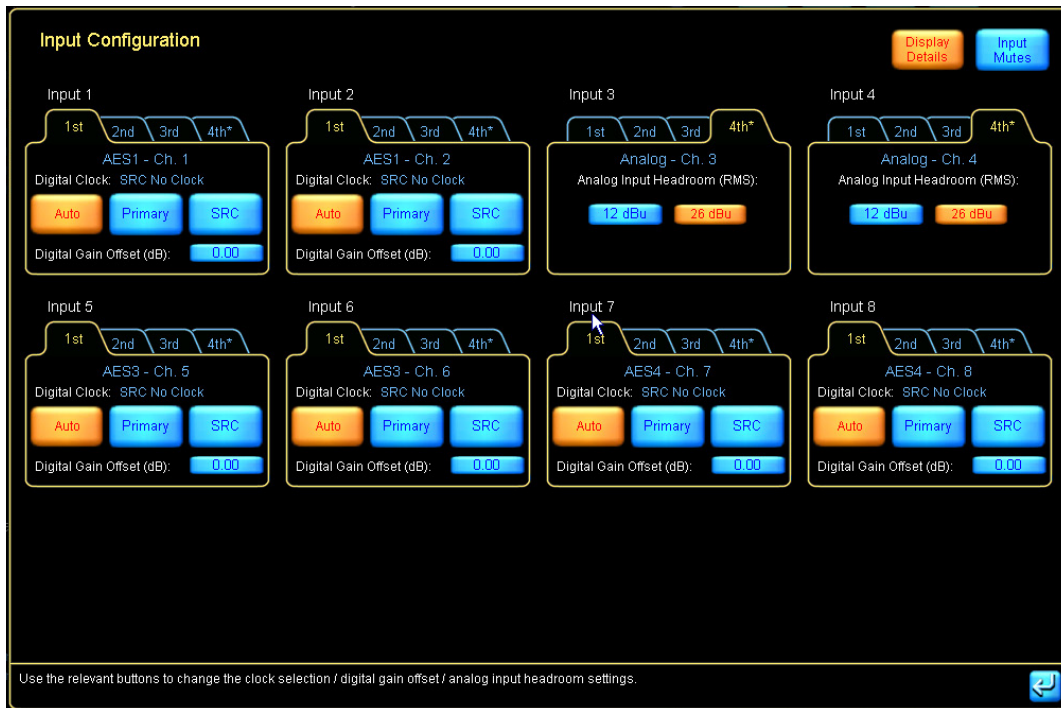 Input Configuration
Display Details
Input Mutes
Input 1
1st 2nd 3rd 4th*
AES1 - Ch. 1
Digital Clock: SRC No Clock
Auto Primary SRC
Digital Gain Offset (dB): 0.00
Input 2
1st 2nd 3rd 4th*
AES1 - Ch. 2
Digital Clock: SRC No Clock
Auto Primary SRC
Digital Gain Offset (dB): 0.00
Input 3
1st 2nd 3rd 4th*
Analog - Ch. 3
Analog Input Headroom (RMS):
12 dBu 26 dBu
Input 4
1st 2nd 3rd 4th*
Analog - Ch. 4
Analog Input Headroom (RMS):
12 dBu 26 dBu
Input 5
1st 2nd 3rd 4th*
AES3 - Ch. 5
Digital Clock: SRC No Clock
Auto Primary SRC
Digital Gain Offset (dB): 0.00
Input 6
1st 2nd 3rd 4th*
AES3 - Ch. 6
Digital Clock: SRC No Clock
Auto Primary SRC
Digital Gain Offset (dB): 0.00
Input 7
1st 2nd 3rd 4th*
AES4 - Ch. 7
Digital Clock: SRC No Clock
Auto Primary SRC
Digital Gain Offset (dB): 0.00
Input 8
1st 2nd 3rd 4th*
AES4 - Ch. 8
Digital Clock: SRC No Clock
Auto Primary SRC
Digital Gain Offset (dB): 0.00
Use the relevant buttons to change the clock selection / digital gain offset / analog input headroom settings.